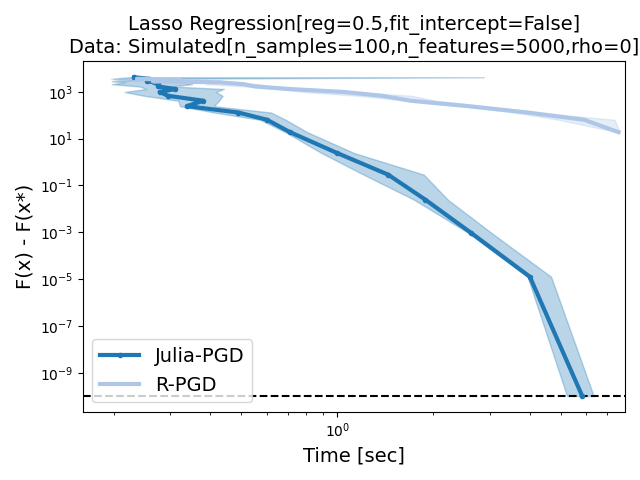 Lasso Regression[reg=0.5,fit_intercept=False]
Data: Simulated[n_samples=100,n_features=5000,rho=0]
F(x) - F(x*)
10³
10¹
10⁻¹
10⁻³
10⁻⁵
10⁻⁷
10⁻⁹
Julia-PGD
R-PGD
10⁰
Time [sec]